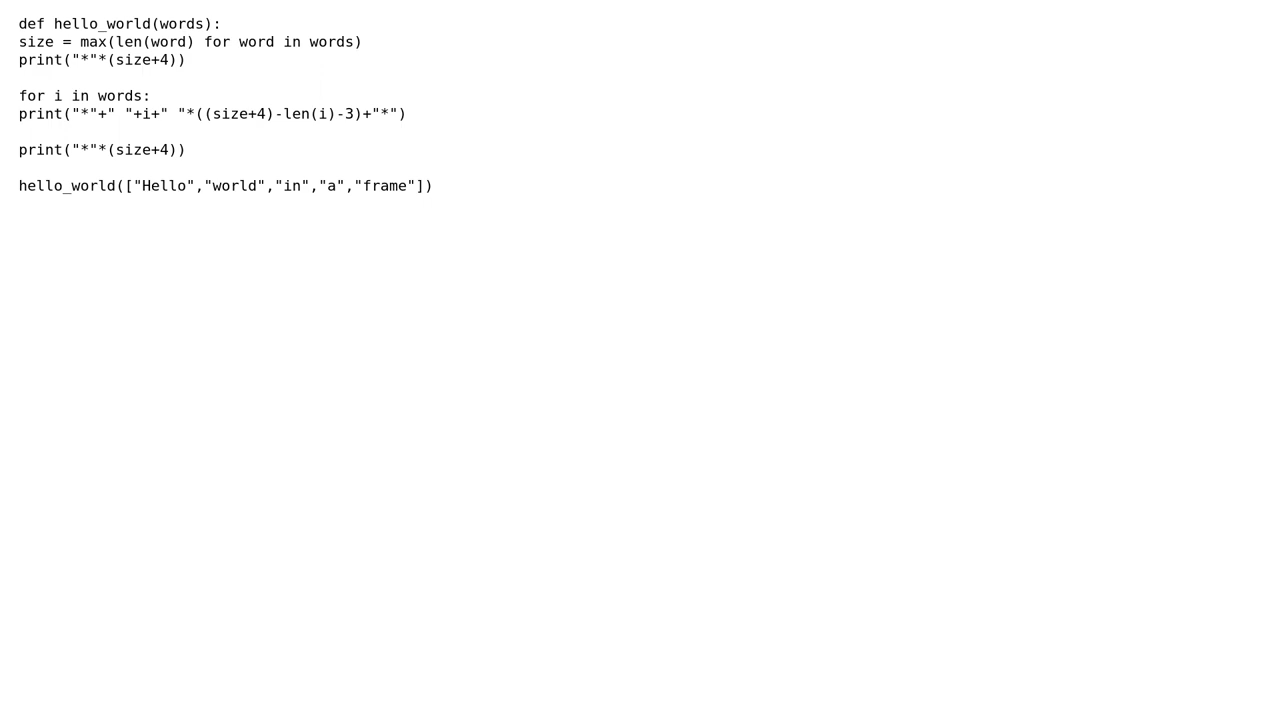 def hello_world(words):
size = max(len(word) for word in words)
print("*"*(size+4))
for i in words:
print("*"+" "+i+" "*((size+4)-len(i)-3)+"*")
print("*"*(size+4))
hello_world(["Hello","world","in","a","frame"])